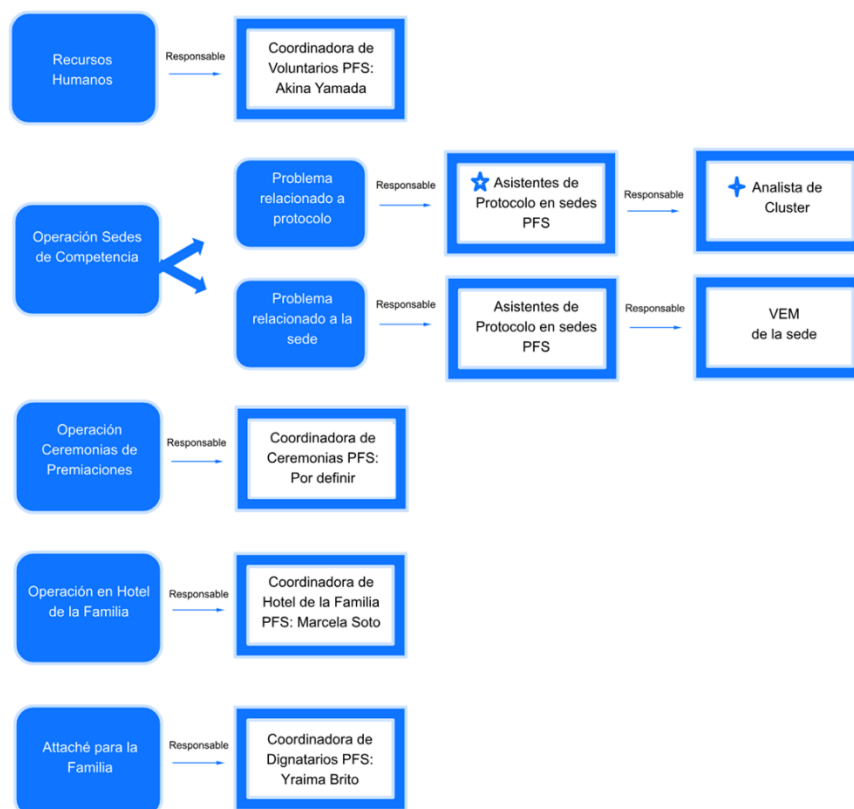 Recursos
Humanos
Responsable
Coordinadora de
Voluntarios PFS:
Akina Yamada
Operación Sedes
de Competencia
Problema
relacionado a
protocolo
Responsable
Asistentes de
Protocolo en sedes
PFS
Responsable
Analista de
Cluster
Problema
relacionado a la
sede
Responsable
Asistentes de
Protocolo en sedes
PFS
Responsable
VEM
de la sede
Operación
Ceremonias de
Premiaciones
Responsable
Coordinadora de
Ceremonias PFS:
Por definir
Operación en Hotel
de la Familia
Responsable
Coordinadora de
Hotel de la Familia
PFS: Marcela Soto
Attaché para la
Familia
Responsable
Coordinadora de
Dignatarios PFS:
Yraima Brito